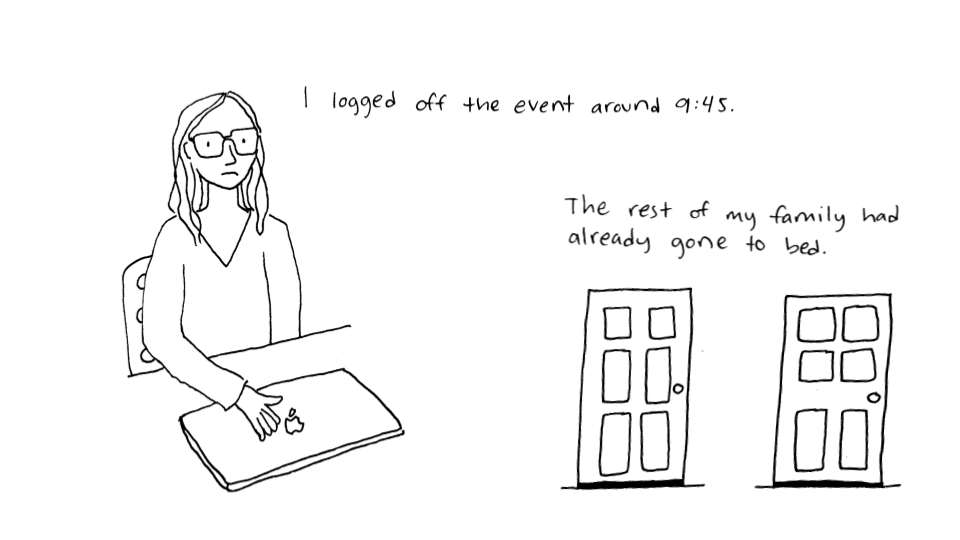 I logged off the event around 9:45.
The rest of my family had
already gone to bed.